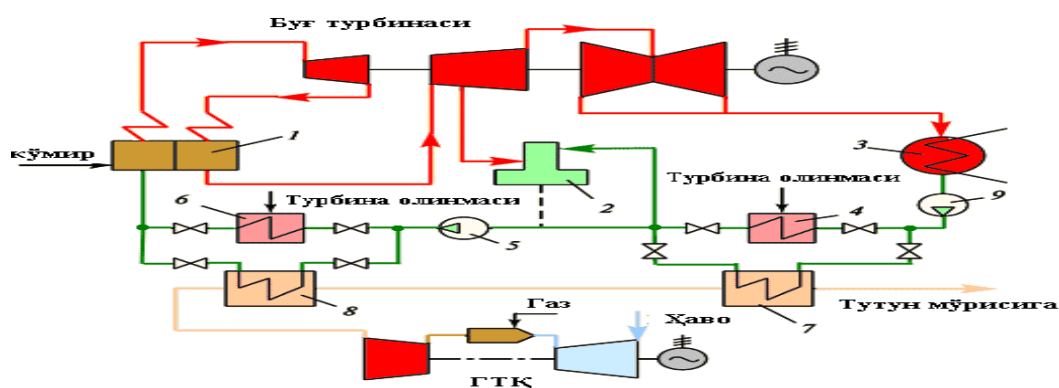 Буғ турбинаси
1
кўмир
3
Турбина олинмаси
6
Турбина олинмаси
2
4
9
5
8
7
Тутун мўрисига
Газ
Ҳаво
ГТҚ